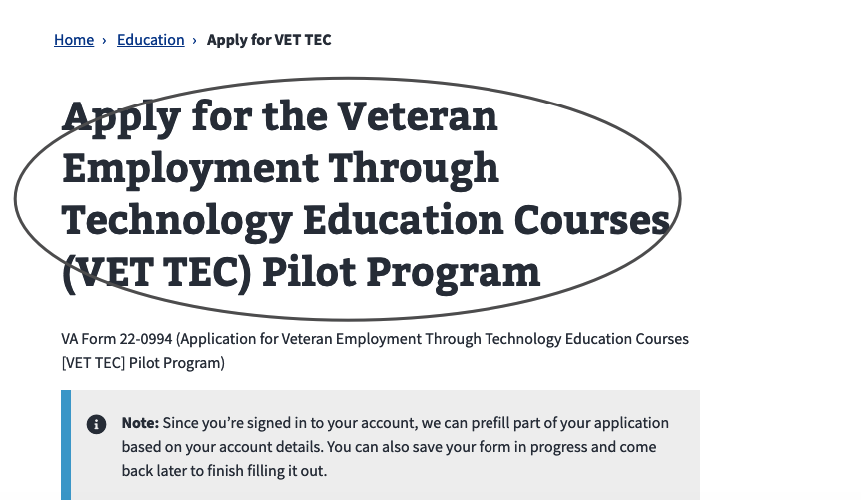 Home › Education › Apply for VET TEC
Apply for the Veteran
Employment Through
Technology Education Courses
(VET TEC) Pilot Program
VA Form 22-0994 (Application for Veteran Employment Through Technology Education Courses
[VET TEC] Pilot Program)
Note: Since you’re signed in to your account, we can prefill part of your application
based on your account details. You can also save your form in progress and come
back later to finish filling it out.